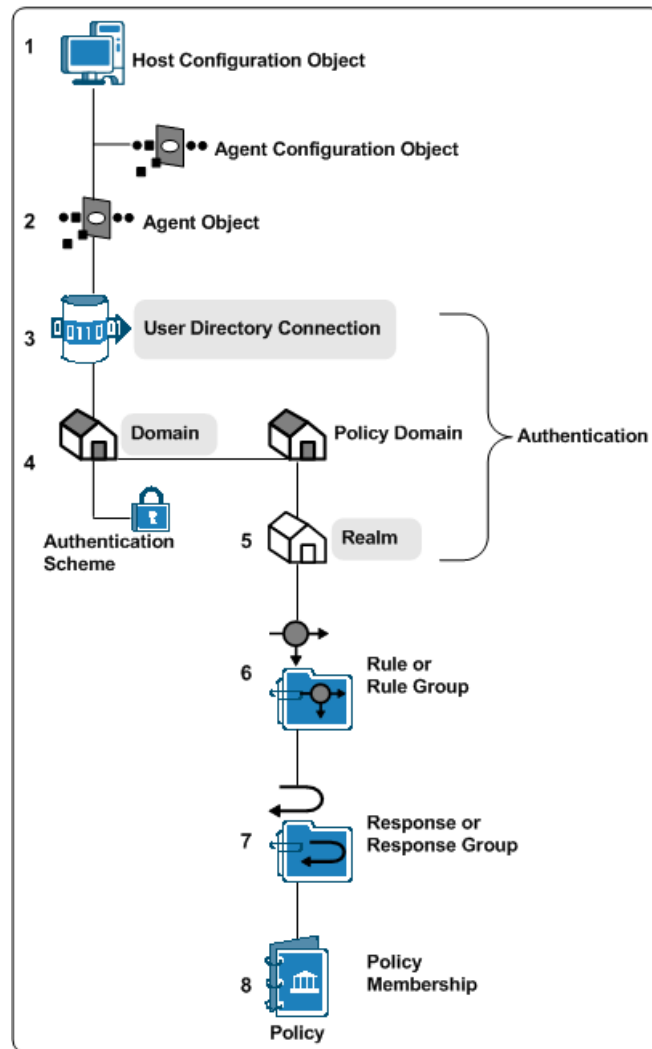 1
Host Configuration Object
Agent Configuration Object
2
Agent Object
3
0110
User Directory Connection
Domain
Policy Domain
Authentication
4
Authentication
Scheme
5
Realm
6
Rule or
Rule Group
7
Response or
Response Group
8
Policy
Membership
Policy